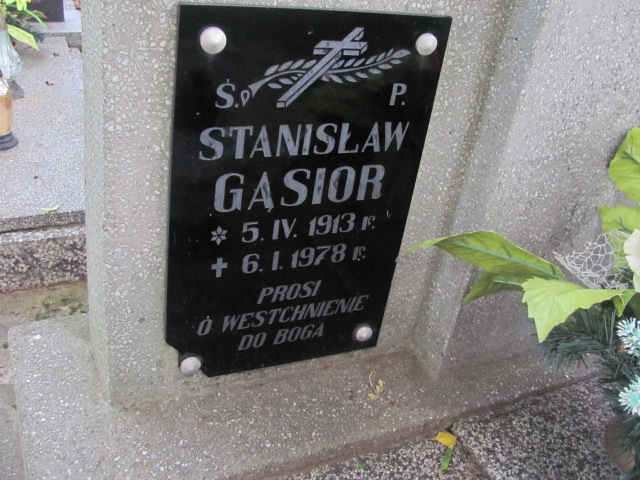 Ś. P.
STANISŁAW
GĄSIOR
* 5. IV. 1913 r.
✝ 6. I. 1978 r.
PROSI
O WESTCHNIENIE
DO BOGA